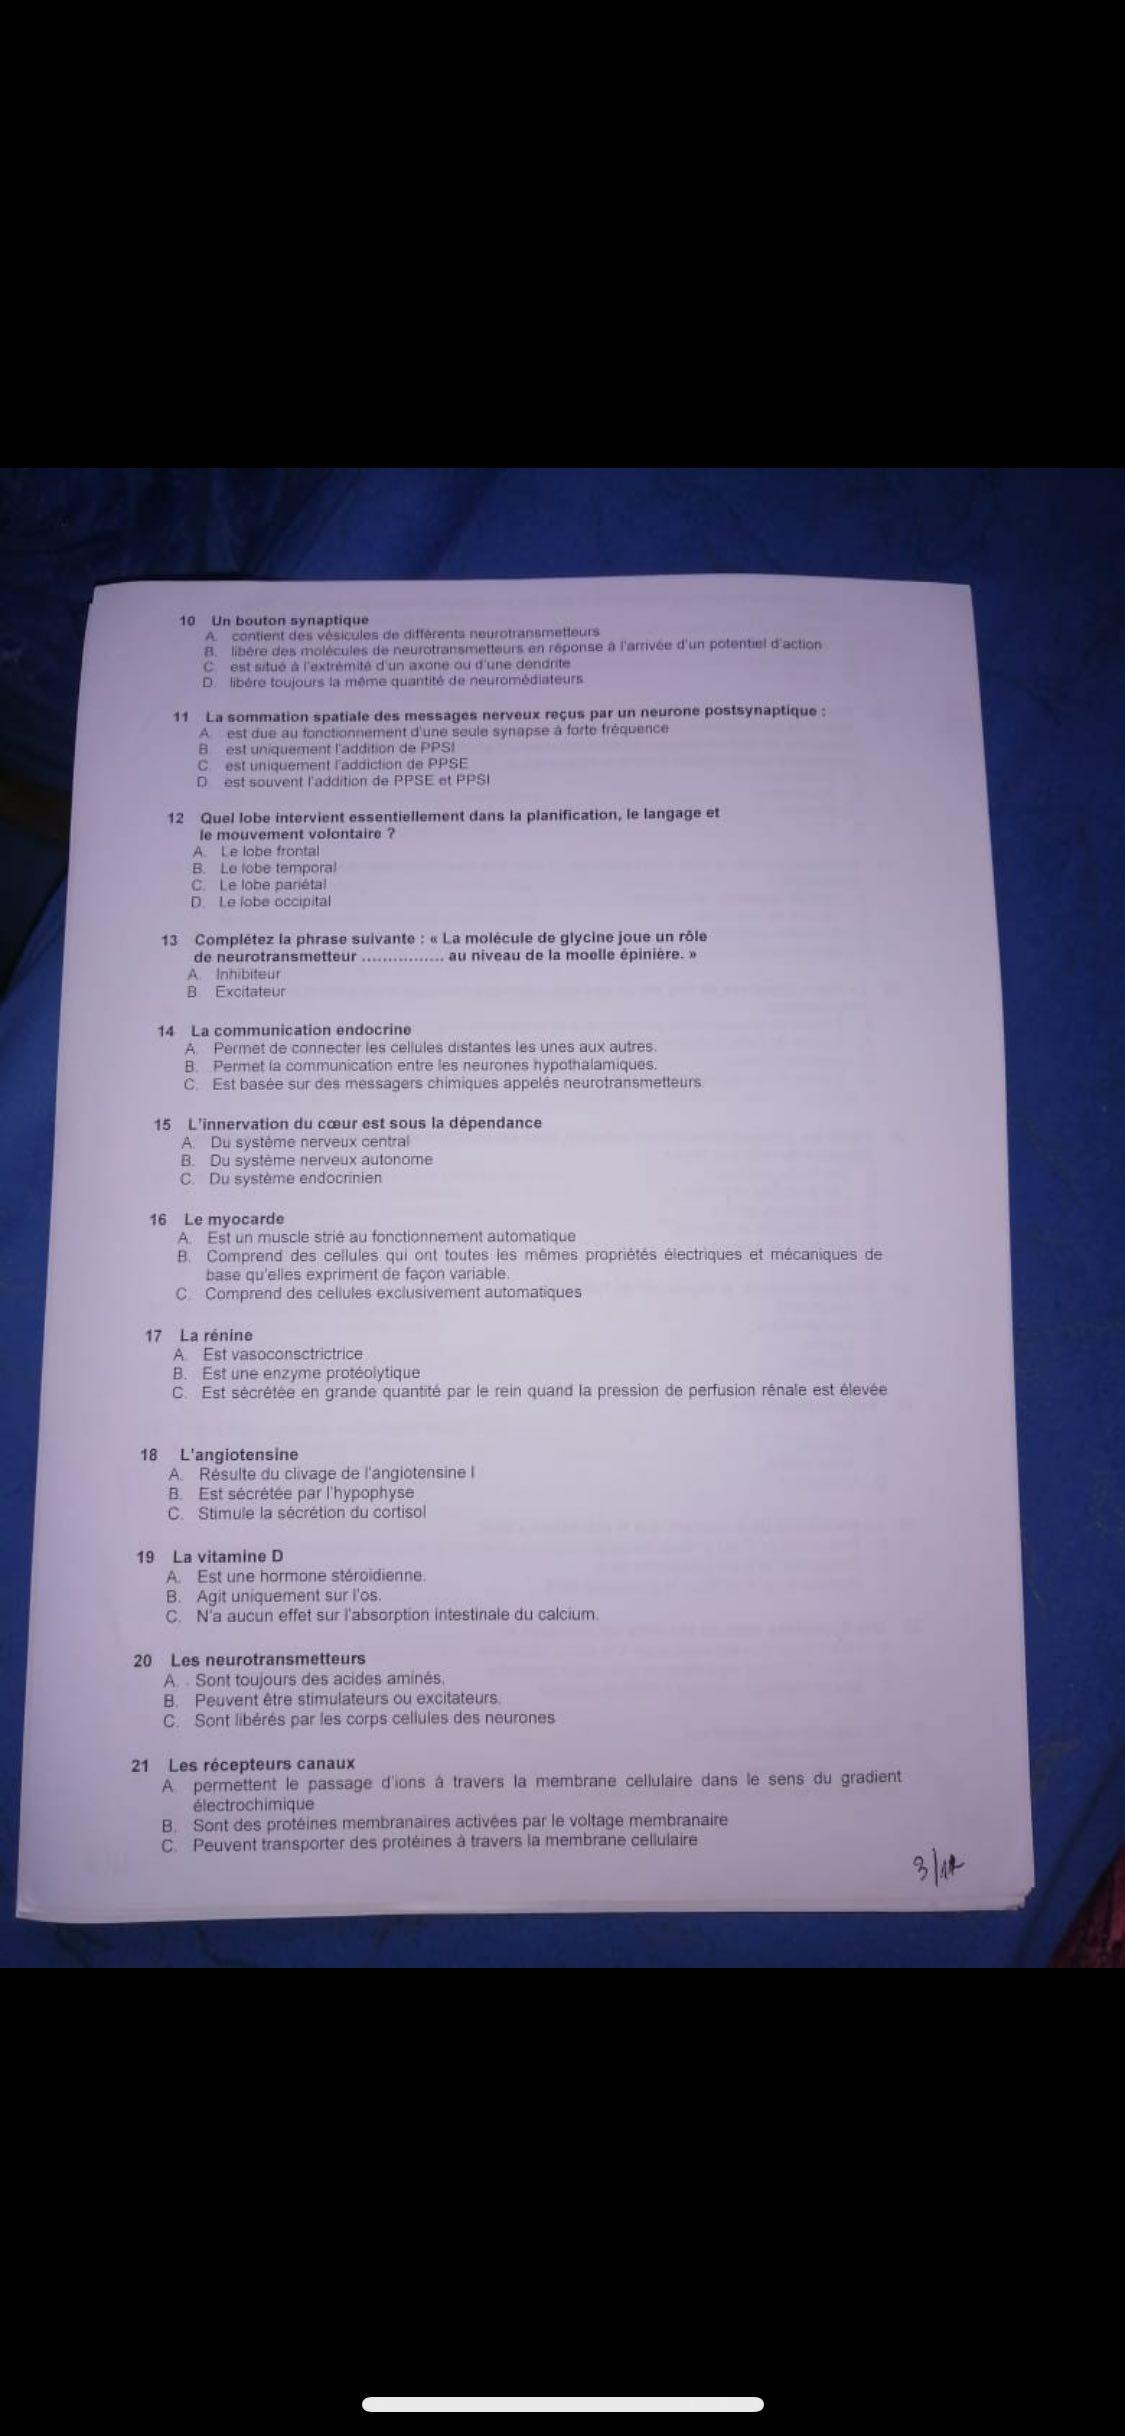 10 Un bouton synaptique
A. contient des vésicules de différents neurotransmetteurs
B. libère des molécules de neurotransmetteurs en réponse à l'arrivée d'un potentiel d'action
C. est situé à l'extrémité d'un axone ou d'une dendrite
D. libère toujours la même quantité de neuromédiateurs
11 La sommation spatiale des messages nerveux reçus par un neurone postsynaptique :
A. est due au fonctionnement d'une seule synapse à forte fréquence
B. est uniquement l'addition de PPSI
C. est uniquement l'addiction de PPSE
D. est souvent l'addition de PPSE et PPSI
12 Quel lobe intervient essentiellement dans la planification, le langage et
le mouvement volontaire ?
A. Le lobe frontal
B. Le lobe temporal
C. Le lobe pariétal
D. Le lobe occipital
13 Complétez la phrase suivante : « La molécule de glycine joue un rôle
de neurotransmetteur ................ au niveau de la moelle épinière. »
A. Inhibiteur
B Excitateur
14 La communication endocrine
A. Permet de connecter les cellules distantes les unes aux autres.
B. Permet la communication entre les neurones hypothalamiques.
C. Est basée sur des messagers chimiques appelés neurotransmetteurs.
15 L'innervation du cœur est sous la dépendance
A. Du système nerveux central
B. Du système nerveux autonome
C. Du système endocrinien
16 Le myocarde
A. Est un muscle strié au fonctionnement automatique
B. Comprend des cellules qui ont toutes les mêmes propriétés électriques et mécaniques de
base qu'elles expriment de façon variable.
C. Comprend des cellules exclusivement automatiques
17 La rénine
A. Est vasoconsctrictrice
B. Est une enzyme protéolytique
C. Est sécrétée en grande quantité par le rein quand la pression de perfusion rénale est élevée
18 L'angiotensine
A. Résulte du clivage de l'angiotensine I
B. Est sécrétée par l'hypophyse
C. Stimule la sécrétion du cortisol
19 La vitamine D
A. Est une hormone stéroidienne.
B. Agit uniquement sur l'os.
C. N'a aucun effet sur l'absorption intestinale du calcium.
20 Les neurotransmetteurs
A. Sont toujours des acides aminés.
B. Peuvent être stimulateurs ou excitateurs.
C. Sont libérés par les corps cellules des neurones
21 Les récepteurs canaux
A. permettent le passage d'ions à travers la membrane cellulaire dans le sens du gradient
électrochimique
B. Sont des protéines membranaires activées par le voltage membranaire
C. Peuvent transporter des protéines à travers la membrane cellulaire